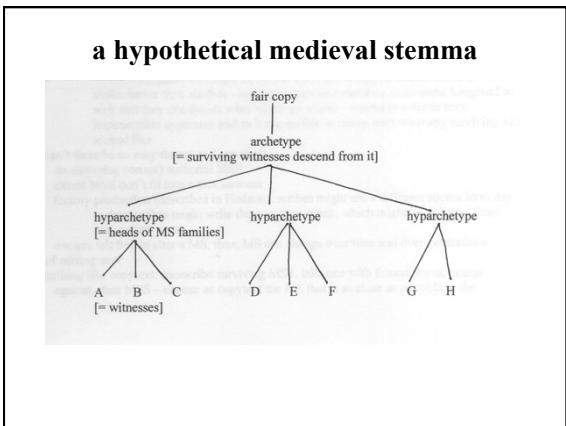 a hypothetical medieval stemma
fair copy
archetype
[= surviving witnesses descend from it]
hyparchetype hyparchetype hyparchetype
[= heads of MS families]
A B C D E F G H
[= witnesses]